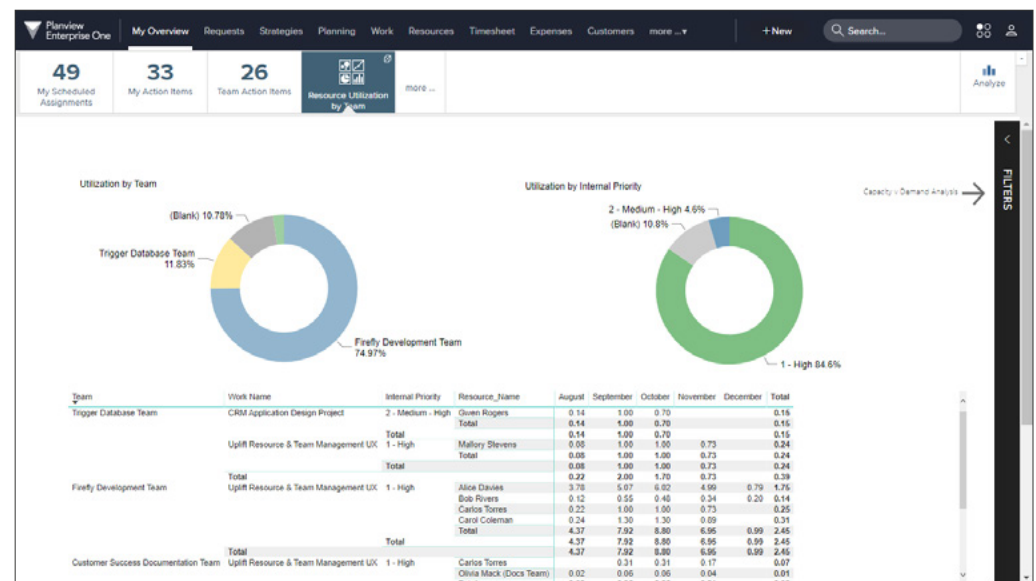 Planview
Enterprise One
My Overview Requests Strategies Planning Work Resources Timesheet Expenses Customers more ...▾ +New Search...
49
My Scheduled
Assignments
33
My Action Items
26
Team Action Items
Resource Utilization
by Team
more ...
Analyze
FILTERS
Utilization by Team
(Blank) 10.78%
Trigger Database Team
11.83%
Firefly Development Team
74.97%
Utilization by Internal Priority
2 - Medium - High 4.6%
(Blank) 10.8%
1 - High 84.6%
Capacity v Demand Analysis
Team Work Name Internal Priority Resource_Name August September October November December Total
Trigger Database Team CRM Application Design Project 2 - Medium - High Gwen Rogers 0.14 1.00 0.70 0.15
Total 0.14 1.00 0.70 0.15
Total 0.14 1.00 0.70 0.15
Uplift Resource & Team Management UX 1 - High Mallory Stevens 0.08 1.00 1.00 0.73 0.24
Total 0.08 1.00 1.00 0.73 0.24
Total 0.08 1.00 1.00 0.73 0.24
Total 0.22 2.00 1.70 0.73 0.39
Firefly Development Team Uplift Resource & Team Management UX 1 - High Alice Davies 3.78 5.07 6.02 4.99 0.79 1.75
Bob Rivers 0.12 0.55 0.48 0.34 0.20 0.14
Carlos Torres 0.22 1.00 1.00 0.73 0.25
Carol Coleman 0.24 1.30 1.30 0.89 0.31
Total 4.37 7.92 8.80 6.95 0.99 2.45
Total 4.37 7.92 8.80 6.95 0.99 2.45
Total 4.37 7.92 8.80 6.95 0.99 2.45
Customer Success Documentation Team Uplift Resource & Team Management UX 1 - High Carlos Torres 0.31 0.31 0.17 0.07
Olivia Mack (Docs Team) 0.02 0.06 0.06 0.04 0.01